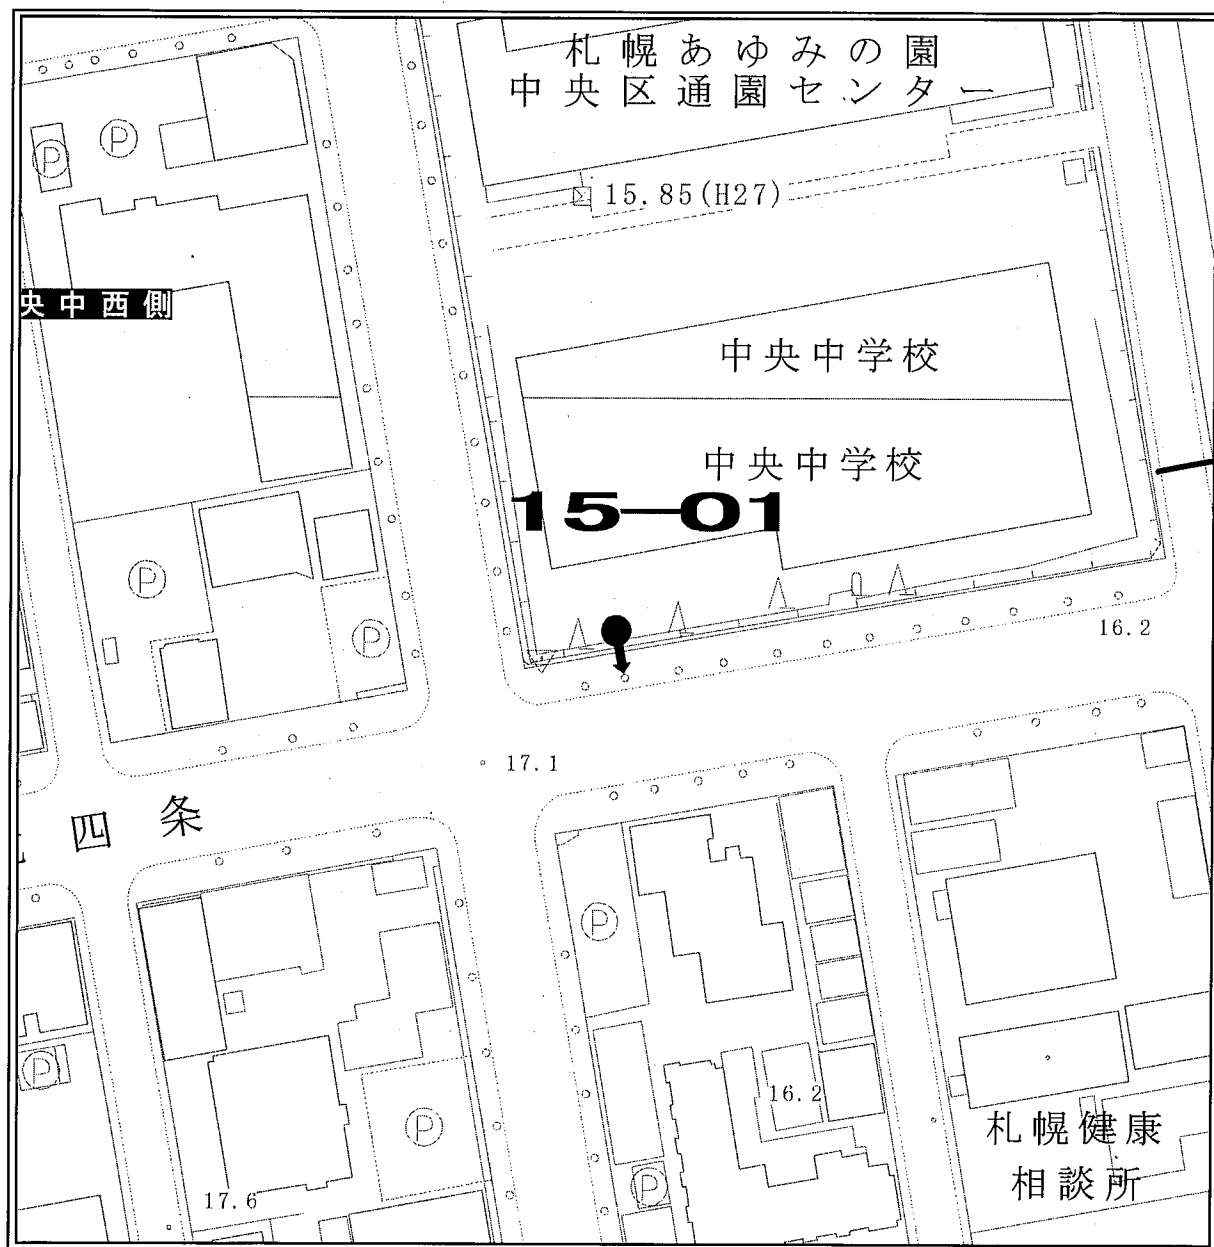 札幌あゆみの園
中央区通園センター
P
P
15.85(H27)
央中西側
中央中学校
中央中学校
15-01
P
P
16.2
17.1
四条
P
P
16.2
P
札幌健康
相談所
P
17.6